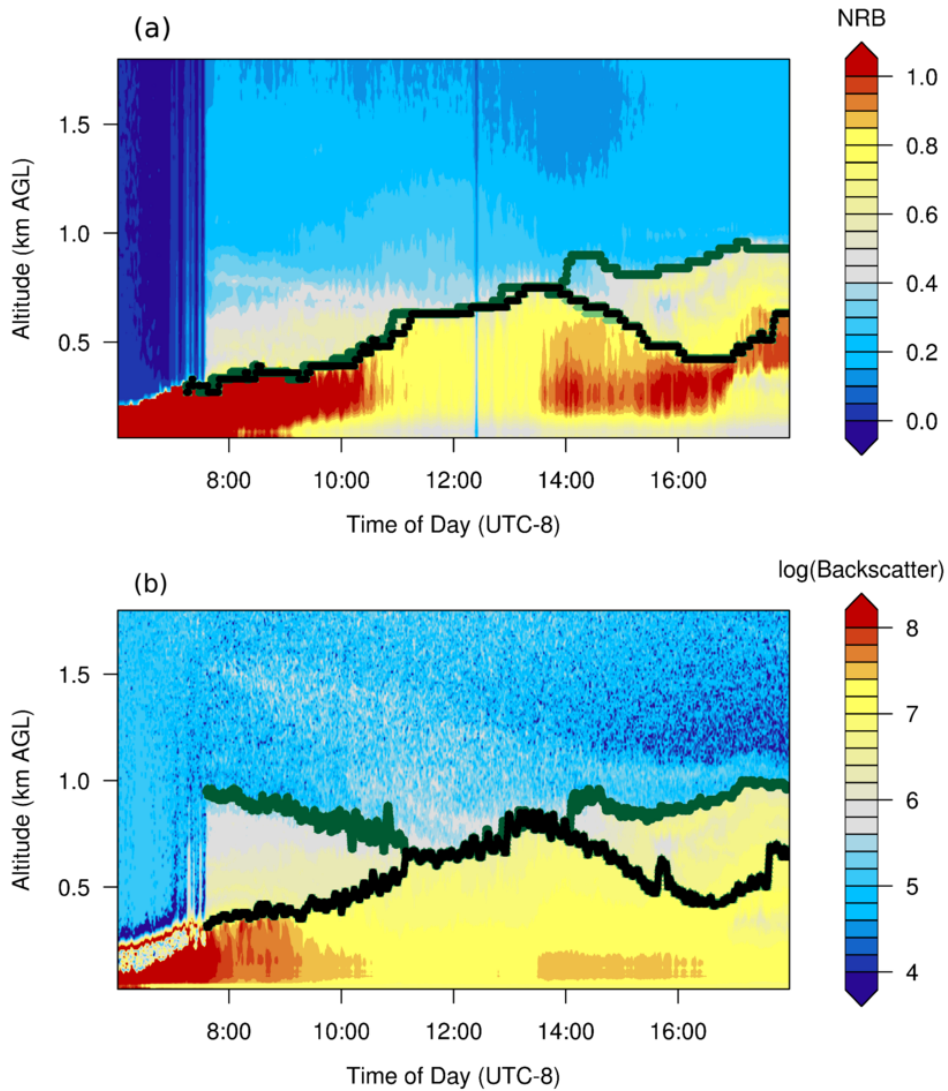 (a)
NRB
Altitude (km AGL)
1.5
1.0
0.5
8:00 10:00 12:00 14:00 16:00
Time of Day (UTC-8)
1.0
0.8
0.6
0.4
0.2
0.0
(b)
log(Backscatter)
Altitude (km AGL)
1.5
1.0
0.5
8:00 10:00 12:00 14:00 16:00
Time of Day (UTC-8)
8
7
6
5
4